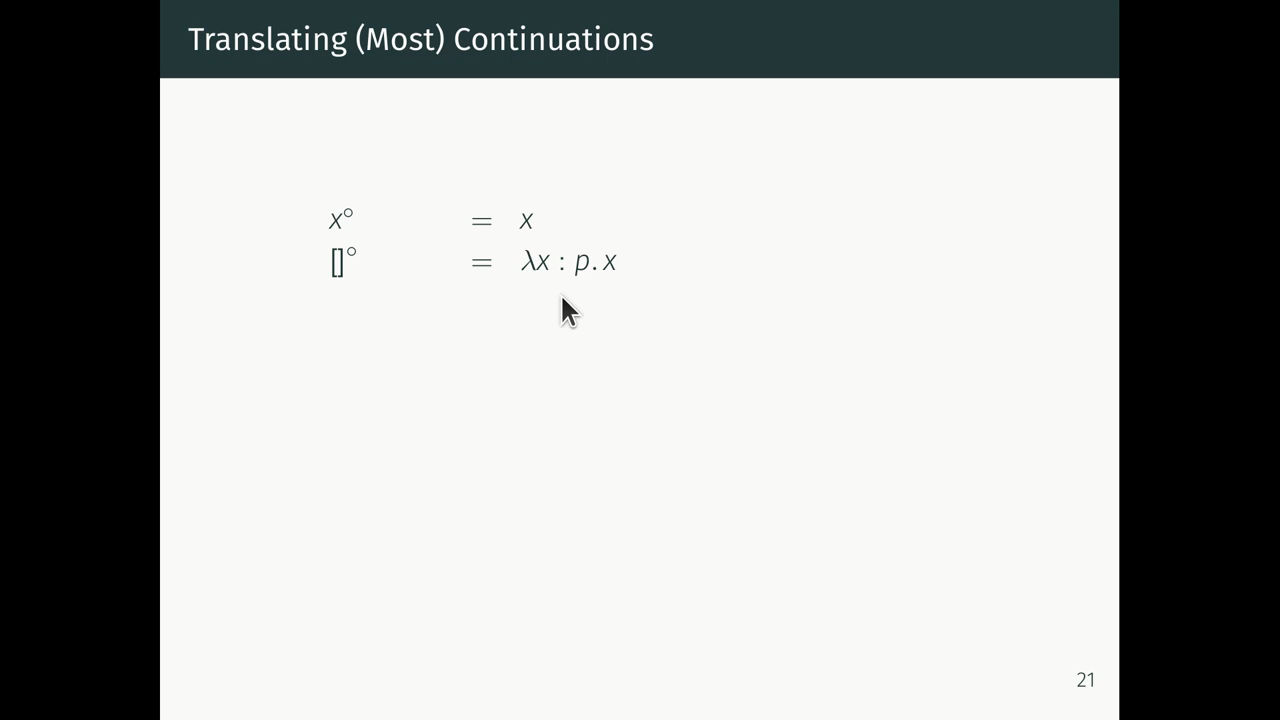 Translating (Most) Continuations
x° = x
[]° = λx : p. x
21